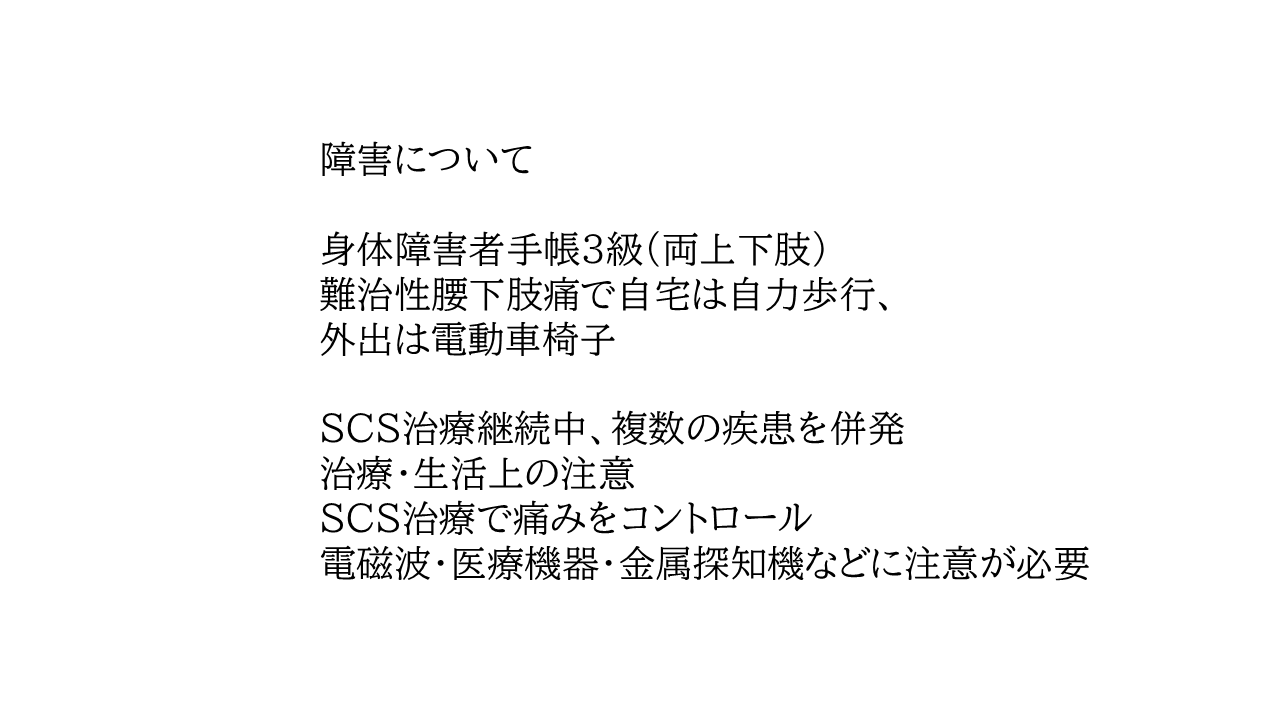 障害について
身体障害者手帳3級(両上下肢)
難治性腰下肢痛で自宅は自力歩行、
外出は電動車椅子
SCS治療継続中、複数の疾患を併発
治療・生活上の注意
SCS治療で痛みをコントロール
電磁波・医療機器・金属探知機などに注意が必要